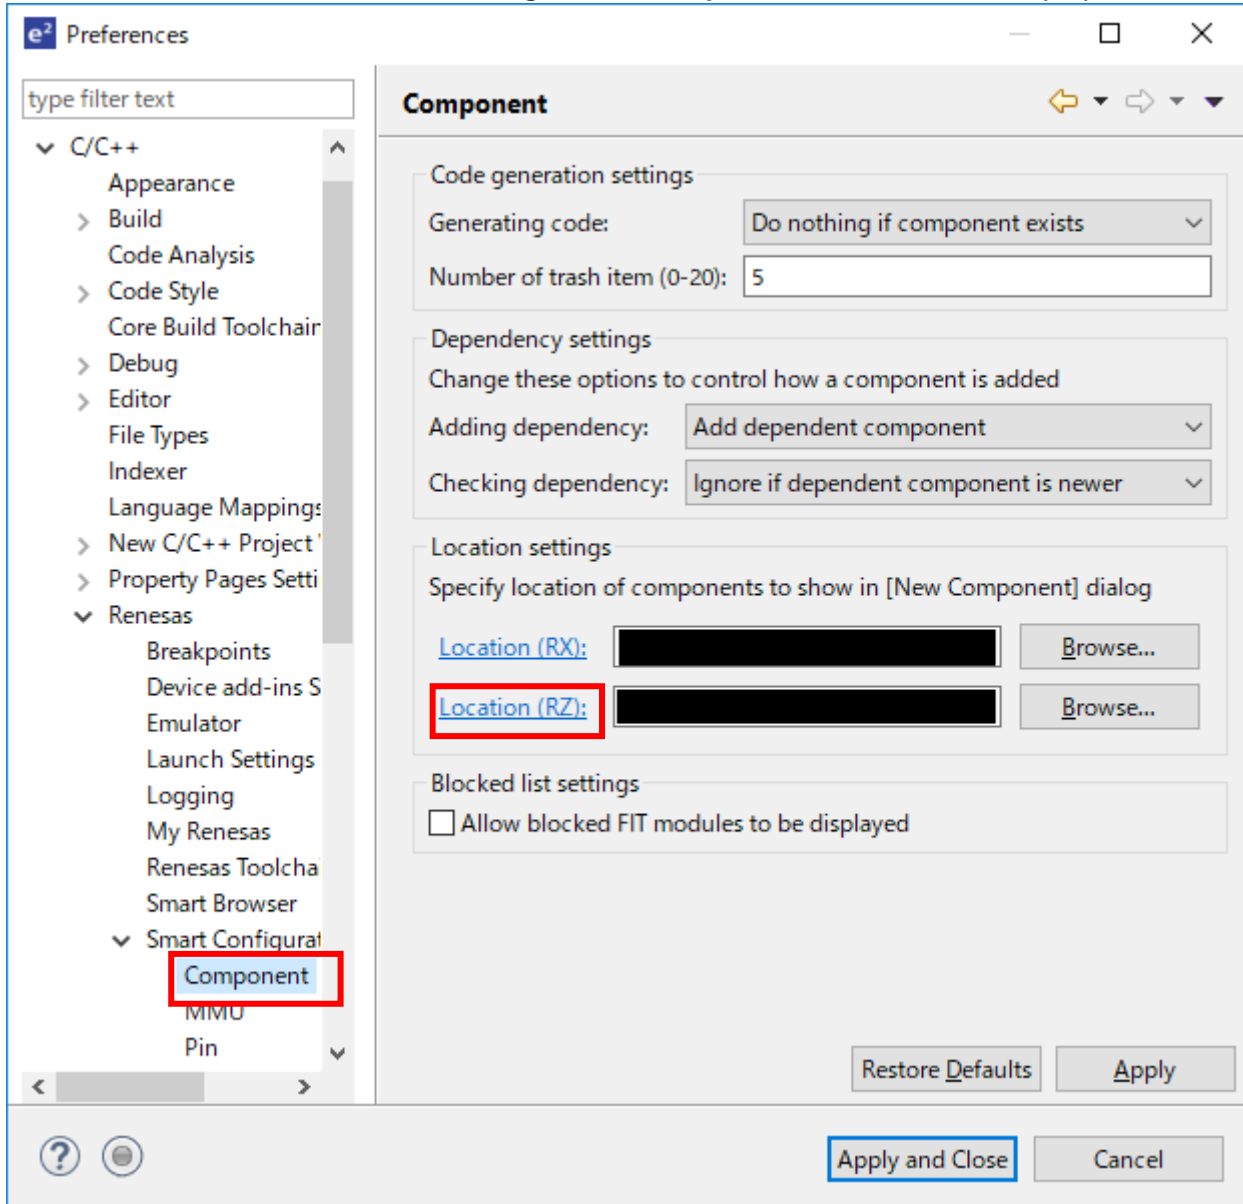 e² Preferences
type filter text
C/C++
Appearance
Build
Code Analysis
Code Style
Core Build Toolchain
Debug
Editor
File Types
Indexer
Language Mappings
New C/C++ Project
Property Pages Setti
Renesas
Breakpoints
Device add-ins S
Emulator
Launch Settings
Logging
My Renesas
Renesas Toolcha
Smart Browser
Smart Configurat
Component
MMU
Pin
Component
Code generation settings
Generating code: Do nothing if component exists
Number of trash item (0-20): 5
Dependency settings
Change these options to control how a component is added
Adding dependency: Add dependent component
Checking dependency: Ignore if dependent component is newer
Location settings
Specify location of components to show in [New Component] dialog
Location (RX): Browse...
Location (RZ): Browse...
Blocked list settings
Allow blocked FIT modules to be displayed
Restore Defaults Apply
? Apply and Close Cancel